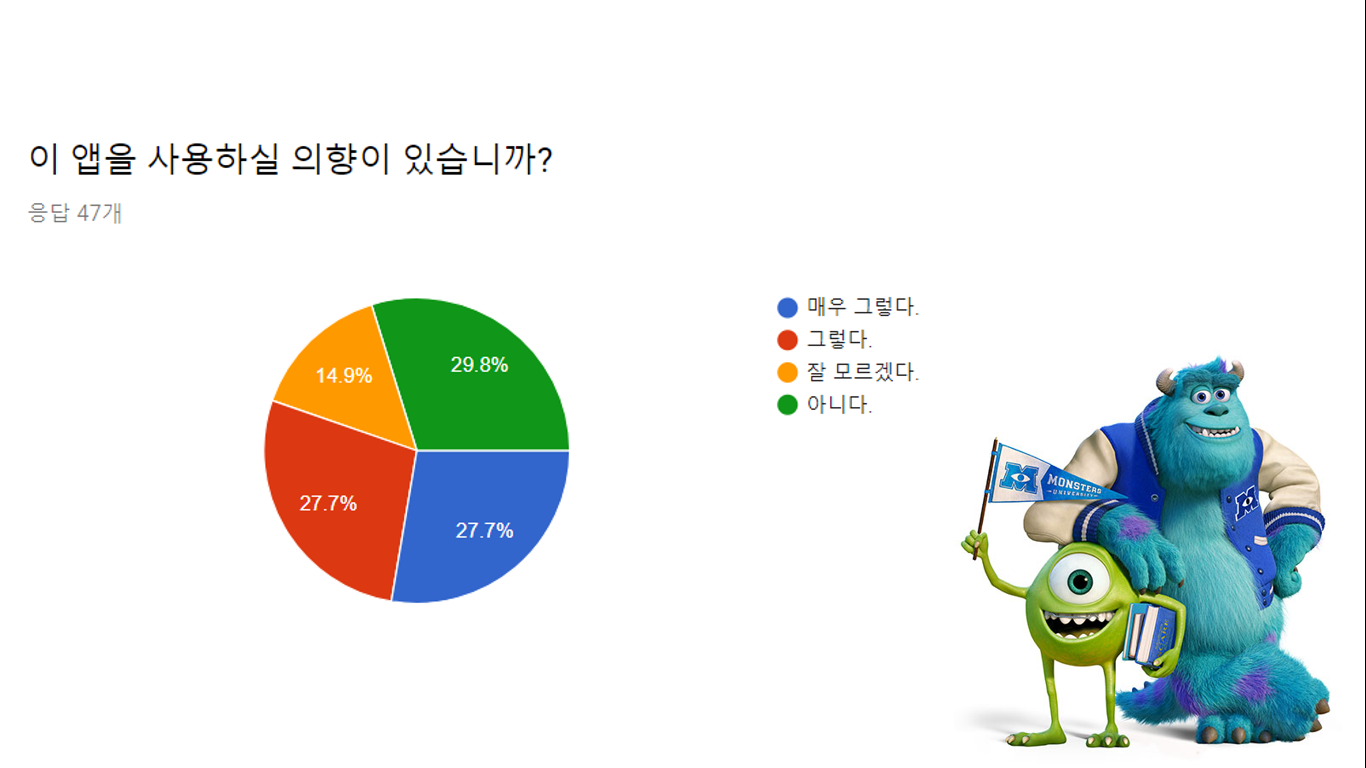 이 앱을 사용하실 의향이 있습니까?
응답 47개
29.8%
14.9%
27.7%
27.7%
매우 그렇다.
그렇다.
잘 모르겠다.
아니다.
M
MONSTERS
UNIVERSITY
M